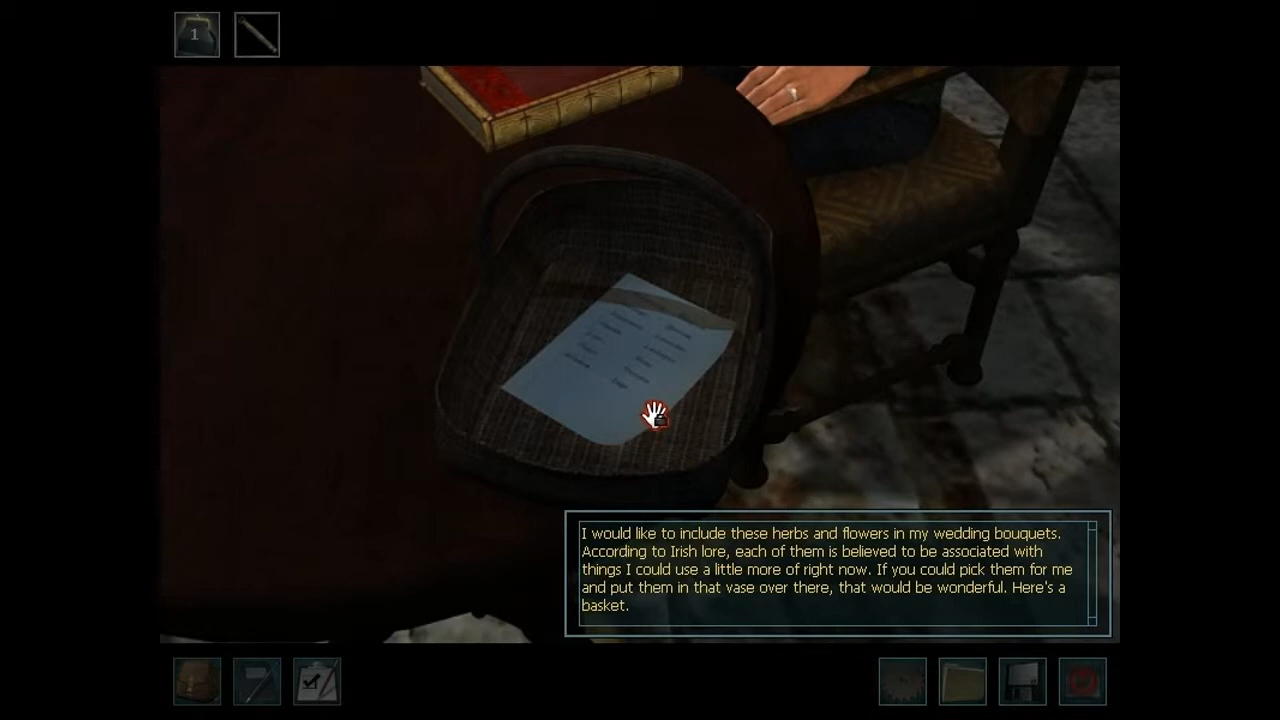 1
I would like to include these herbs and flowers in my wedding bouquets.
According to Irish lore, each of them is believed to be associated with
things I could use a little more of right now. If you could pick them for me
and put them in that vase over there, that would be wonderful. Here's a
basket.